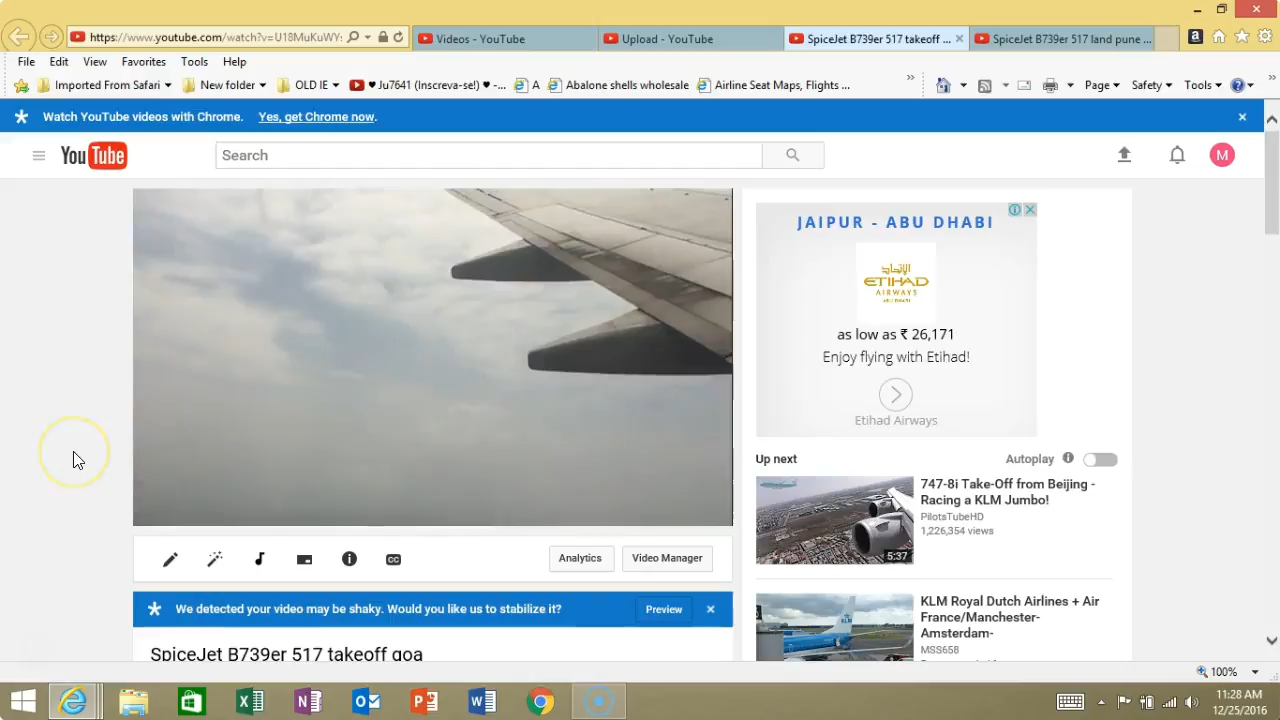 https://www.youtube.com/watch?v=U18MuKuWY:
Videos - YouTube
Upload - YouTube
SpiceJet B739er 517 takeoff ...
SpiceJet B739er 517 land pune ...
File Edit View Favorites Tools Help
Imported From Safari
New folder
OLD IE
♥ Ju7641 (Inscreva-se!) ♥ -...
A
Abalone shells wholesale
Airline Seat Maps, Flights ...
Page
Safety
Tools
Watch YouTube videos with Chrome. Yes, get Chrome now.
YouTube
Search
M
JAIPUR - ABU DHABI
الإتحاد
ETIHAD
AIRWAYS
ABU DHABI
as low as ₹ 26,171
Enjoy flying with Etihad!
Etihad Airways
Up next
Autoplay
747-8i Take-Off from Beijing -
Racing a KLM Jumbo!
PilotsTubeHD
1,226,354 views
5:37
CC
Analytics
Video Manager
We detected your video may be shaky. Would you like us to stabilize it?
Preview
KLM Royal Dutch Airlines + Air
France/Manchester-
Amsterdam-
MSS658
SpiceJet B739er 517 takeoff goa
100%
11:28 AM
12/25/2016